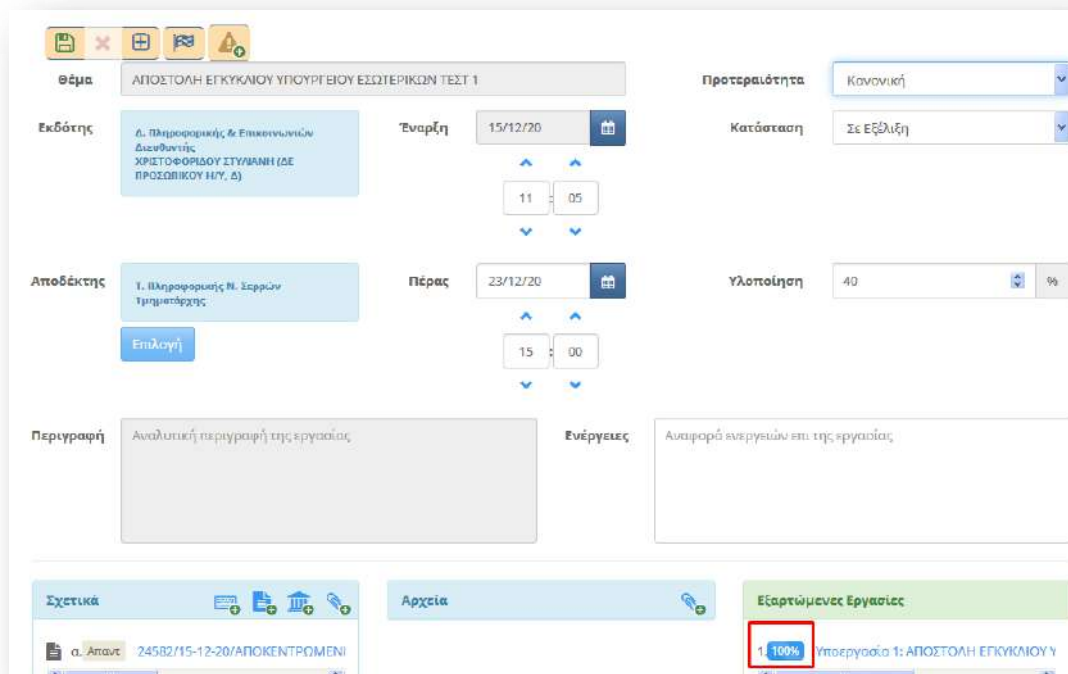 Θέμα
ΑΠΟΣΤΟΛΗ ΕΓΚΥΚΛΙΟΥ ΥΠΟΥΡΓΕΙΟΥ ΕΣΩΤΕΡΙΚΩΝ ΤΕΣΤ 1
Προτεραιότητα
Κανονική
Εκδότης
Δ. Πληροφορικής & Επικοινωνιών
Διευθυντής
ΧΡΙΣΤΟΦΟΡΙΔΟΥ ΣΤΥΛΙΑΝΗ (ΔΕ
ΠΡΟΣΩΠΙΚΟΥ Η/Υ, Δ)
Έναρξη
15/12/20
11 : 05
Κατάσταση
Σε Εξέλιξη
Αποδέκτης
Τ. Πληροφορικής Ν. Σερρών
Τμηματάρχης
Επιλογή
Πέρας
23/12/20
15 : 00
Υλοποίηση
40
%
Περιγραφή
Αναλυτική περιγραφή της εργασίας
Ενέργειες
Αναφορά ενεργειών επι της εργασίας
Σχετικά
Αρχεία
Εξαρτώμενες Εργασίες
α. Απαντ 24582/15-12-20/ΑΠΟΚΕΝΤΡΩΜΕΝΙ
1. 100% Υποεργασία 1: ΑΠΟΣΤΟΛΗ ΕΓΚΥΚΛΙΟΥ Υ